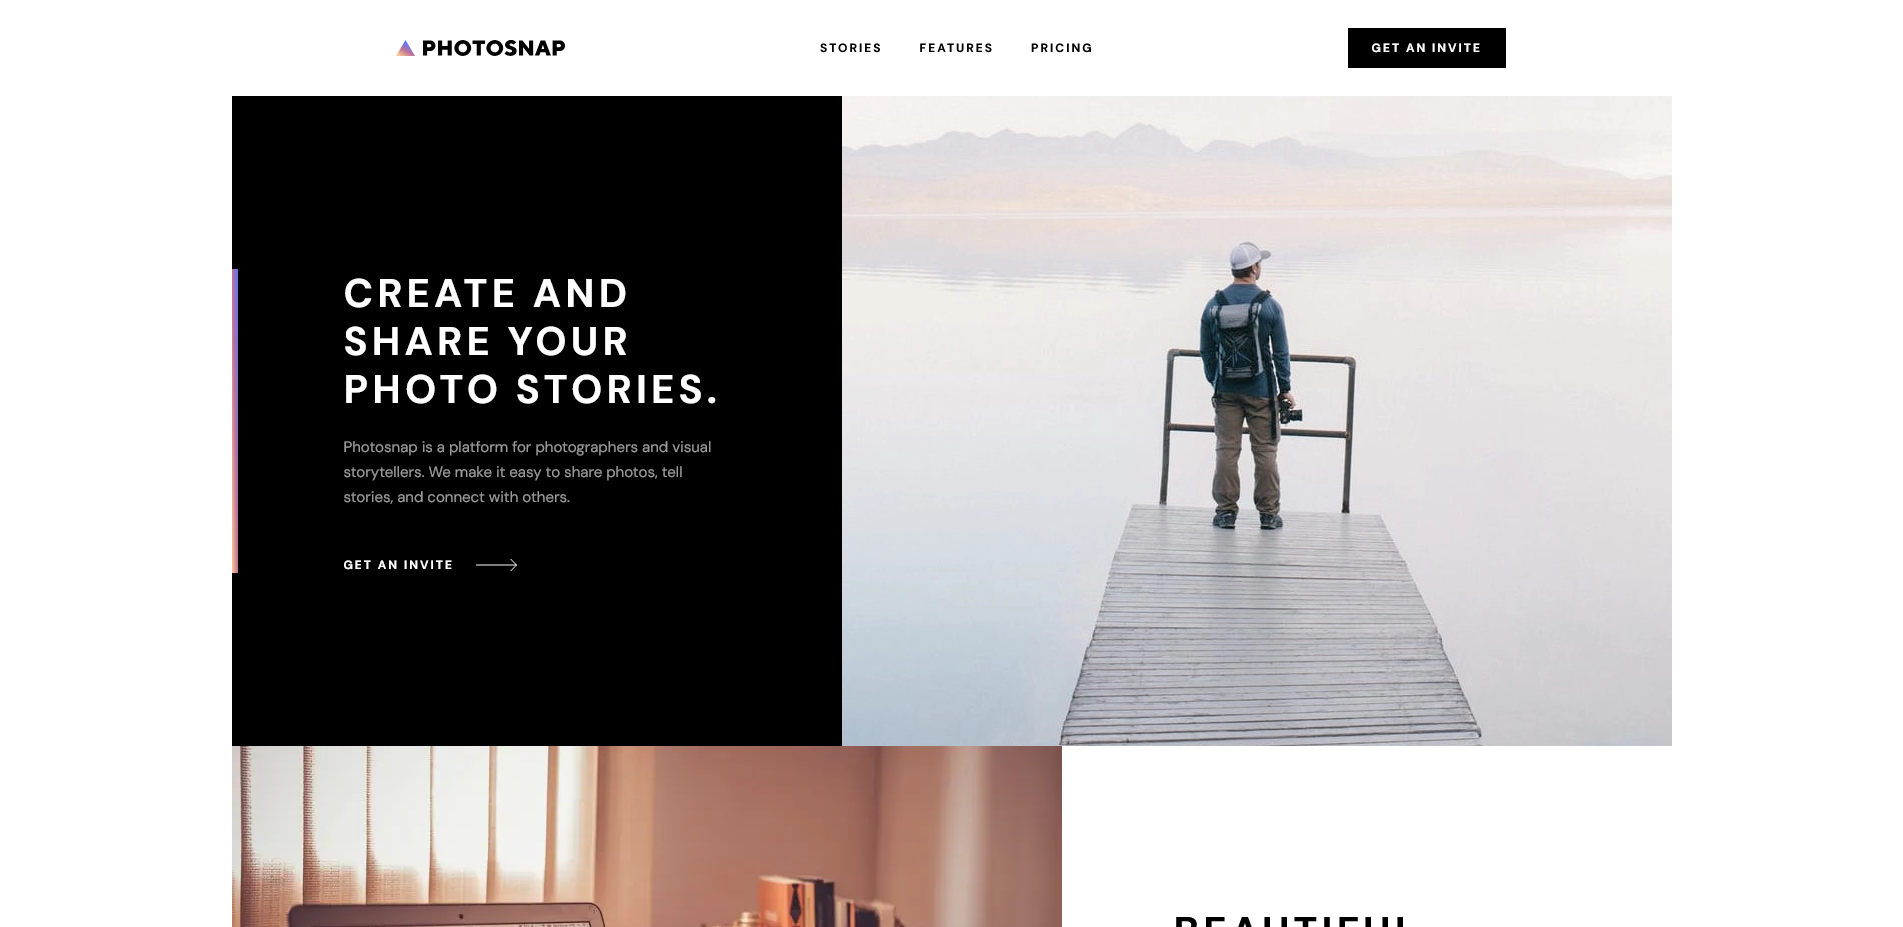 PHOTOSNAP
STORIES FEATURES PRICING
GET AN INVITE
CREATE AND
SHARE YOUR
PHOTO STORIES.
Photosnap is a platform for photographers and visual
storytellers. We make it easy to share photos, tell
stories, and connect with others.
GET AN INVITE
BEAUTIFUL